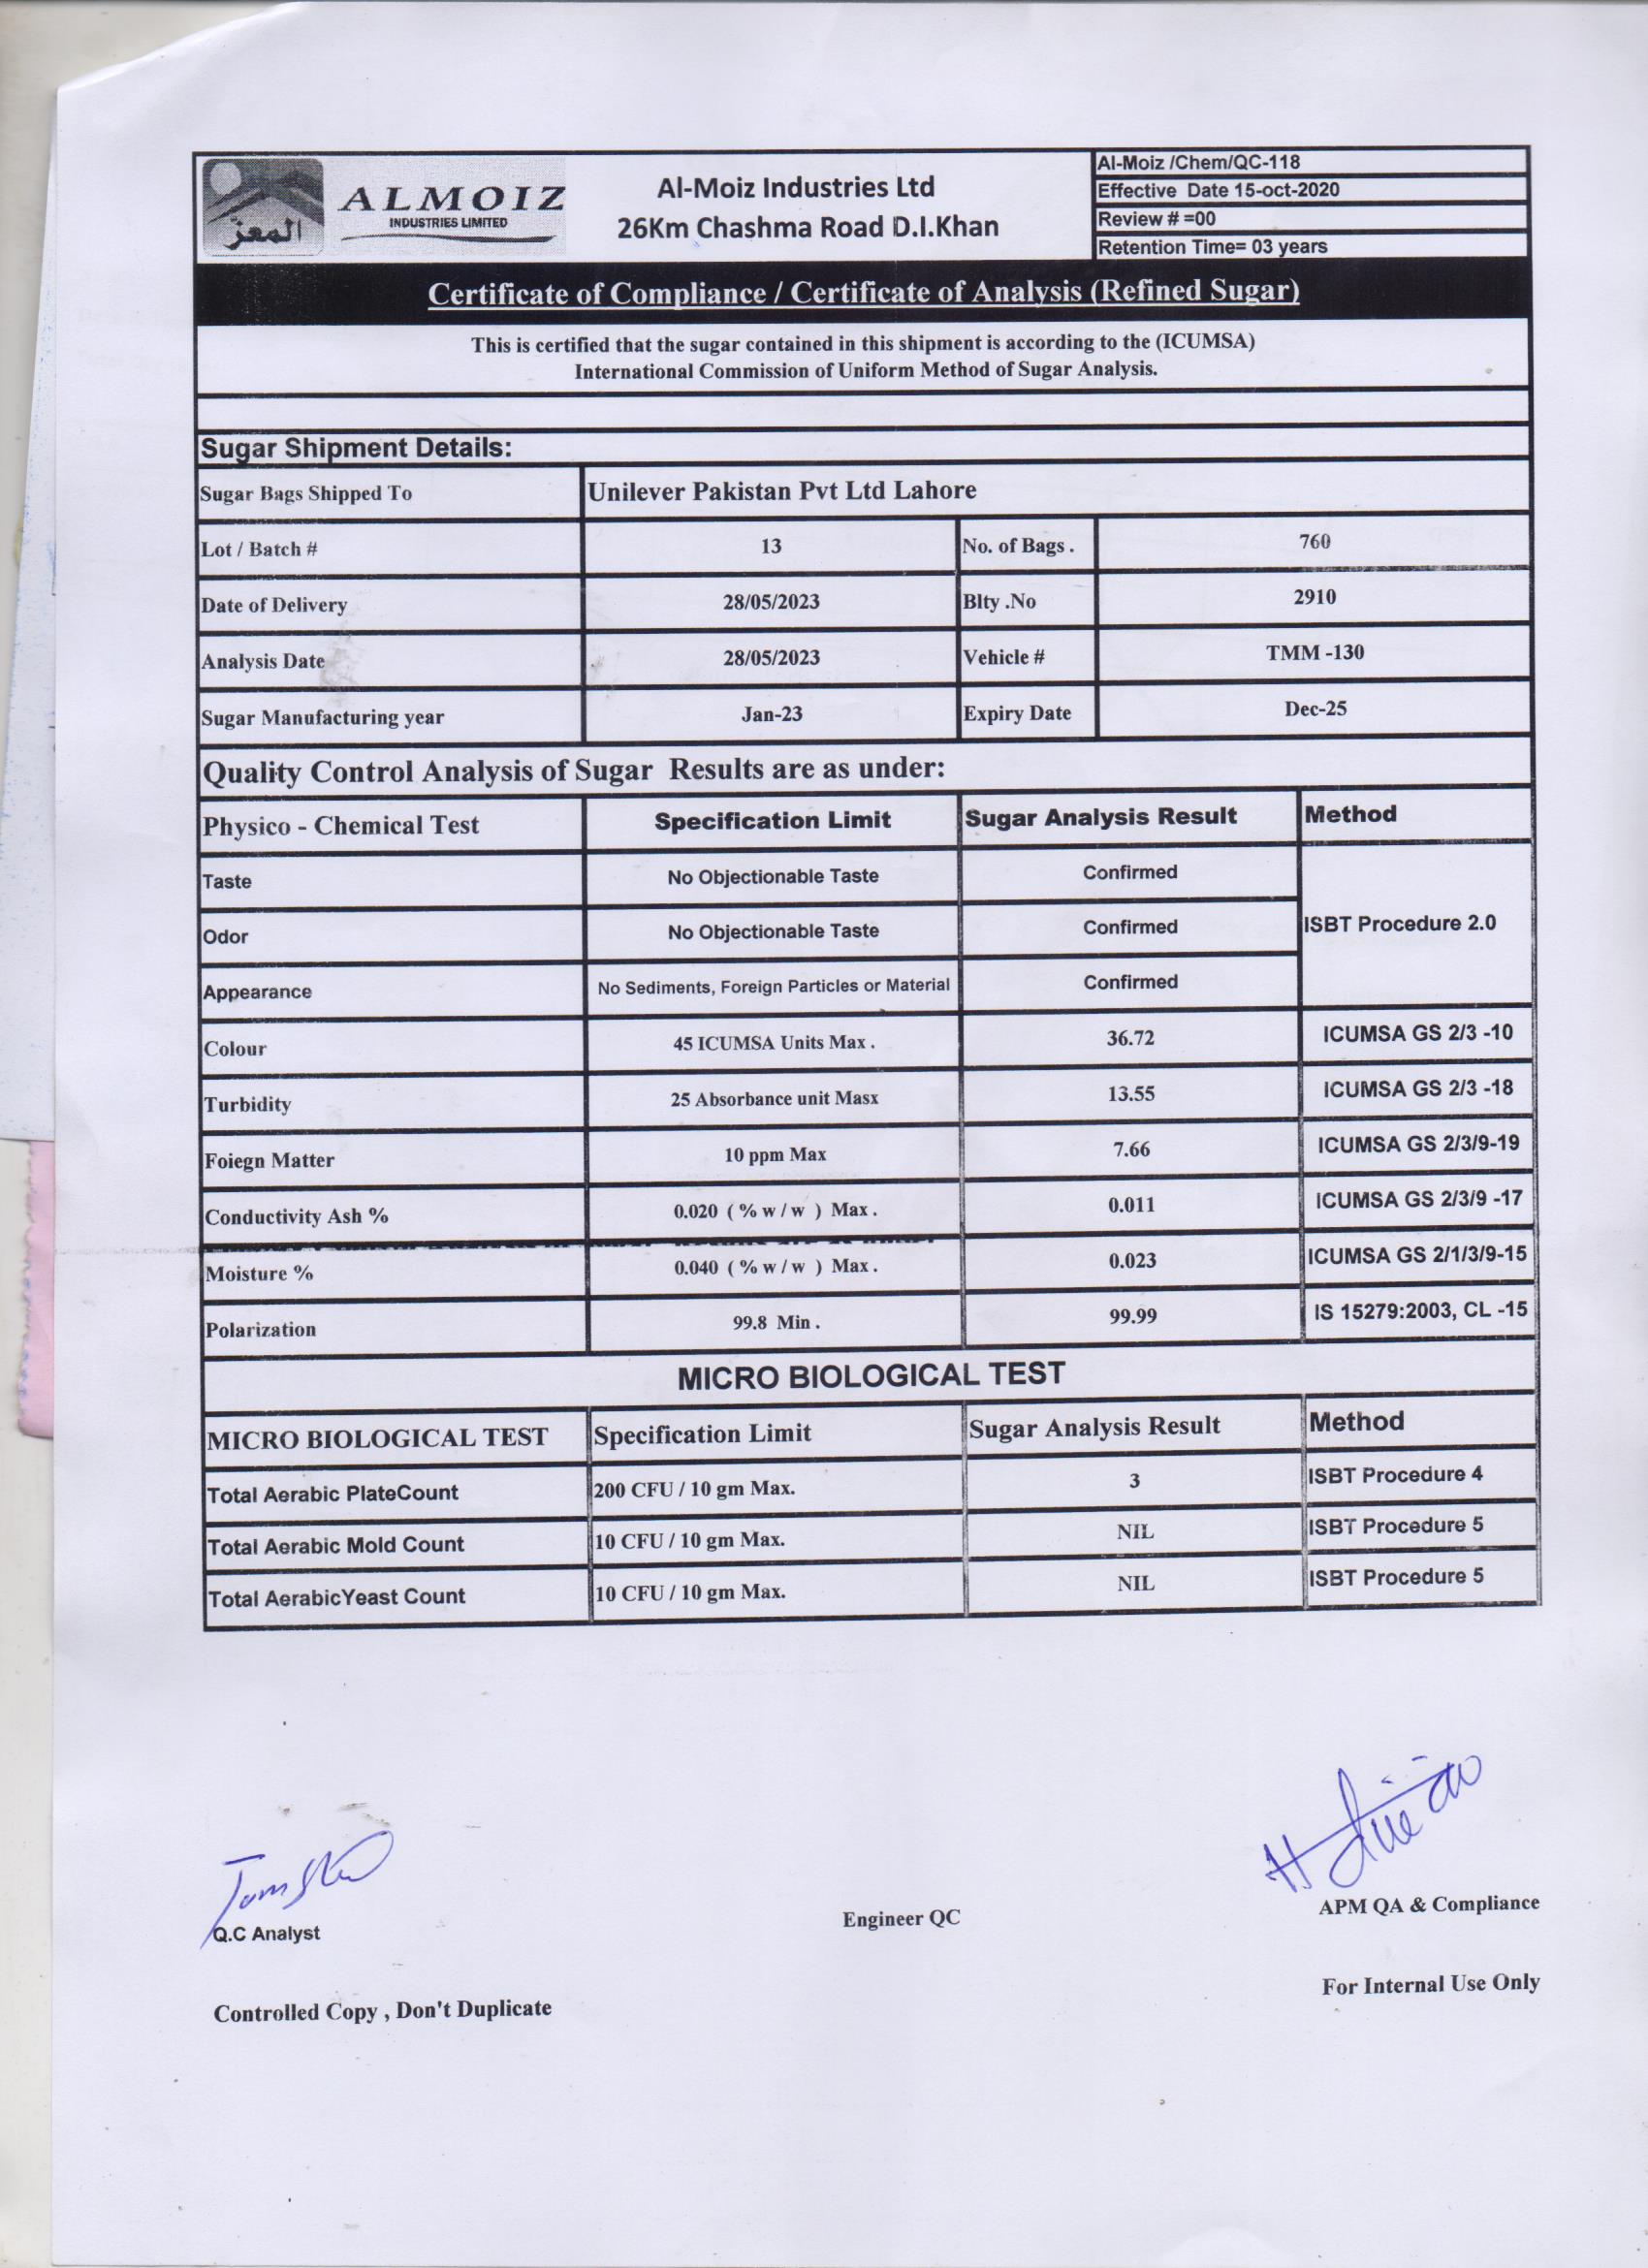 المعز
ALMOIZ
INDUSTRIES LIMITED
Al-Moiz Industries Ltd
26Km Chashma Road D.I.Khan
Al-Moiz /Chem/QC-118
Effective Date 15-oct-2020
Review # =00
Retention Time= 03 years
Certificate of Compliance / Certificate of Analysis (Refined Sugar)
This is certified that the sugar contained in this shipment is according to the (ICUMSA)
International Commission of Uniform Method of Sugar Analysis.
Sugar Shipment Details:
Sugar Bags Shipped To Unilever Pakistan Pvt Ltd Lahore
Lot / Batch # 13 No. of Bags . 760
Date of Delivery 28/05/2023 Blty .No 2910
Analysis Date 28/05/2023 Vehicle # TMM -130
Sugar Manufacturing year Jan-23 Expiry Date Dec-25
Quality Control Analysis of Sugar Results are as under:
Physico - Chemical Test Specification Limit Sugar Analysis Result Method
Taste No Objectionable Taste Confirmed
Odor No Objectionable Taste Confirmed ISBT Procedure 2.0
Appearance No Sediments, Foreign Particles or Material Confirmed
Colour 45 ICUMSA Units Max . 36.72 ICUMSA GS 2/3 -10
Turbidity 25 Absorbance unit Masx 13.55 ICUMSA GS 2/3 -18
Foiegn Matter 10 ppm Max 7.66 ICUMSA GS 2/3/9-19
Conductivity Ash % 0.020 ( % w / w ) Max . 0.011 ICUMSA GS 2/3/9 -17
Moisture % 0.040 ( % w / w ) Max . 0.023 ICUMSA GS 2/1/3/9-15
Polarization 99.8 Min . 99.99 IS 15279:2003, CL -15
MICRO BIOLOGICAL TEST
MICRO BIOLOGICAL TEST Specification Limit Sugar Analysis Result Method
Total Aerabic PlateCount 200 CFU / 10 gm Max. 3 ISBT Procedure 4
Total Aerabic Mold Count 10 CFU / 10 gm Max. NIL ISBT Procedure 5
Total AerabicYeast Count 10 CFU / 10 gm Max. NIL ISBT Procedure 5
Q.C Analyst Engineer QC APM QA & Compliance
Controlled Copy , Don't Duplicate For Internal Use Only